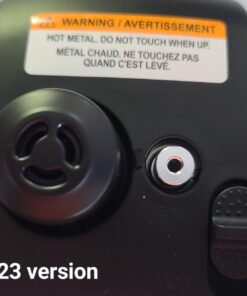 WARNING / AVERTISSEMENT
HOT METAL. DO NOT TOUCH WHEN UP.
MÉTAL CHAUD. NE TOUCHEZ PAS
QUAND C'EST LEVÉ.
23 version